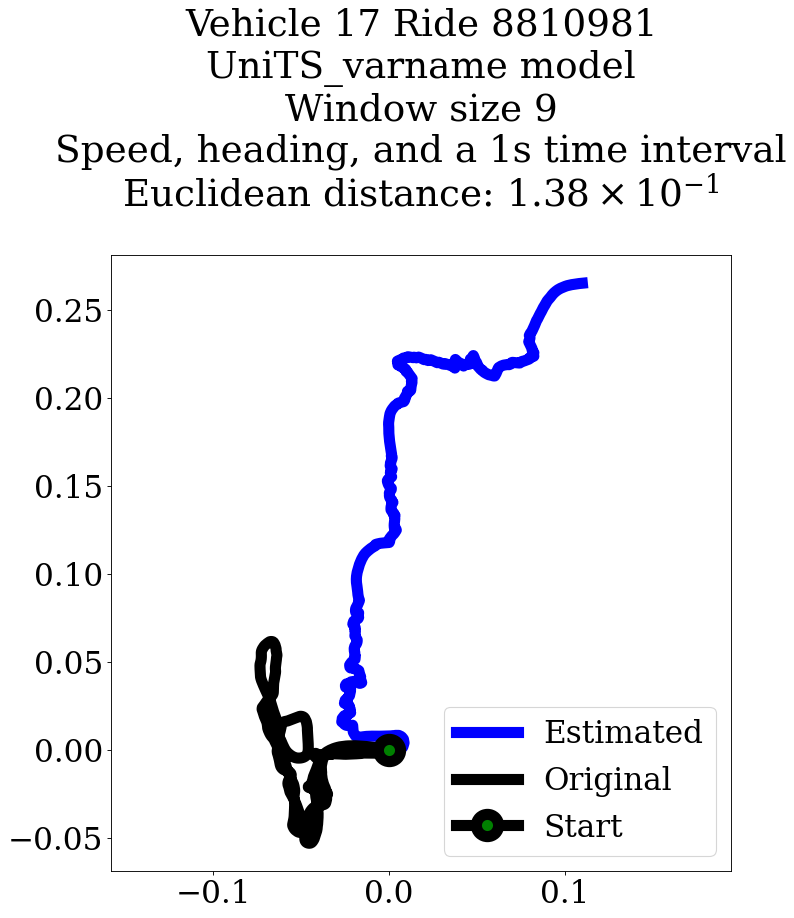 Vehicle 17 Ride 8810981
UniTS_varname model
Window size 9
Speed, heading, and a 1s time interval
Euclidean distance: 1.38 × 10⁻¹
0.25
0.20
0.15
0.10
0.05
0.00
−0.05
Estimated
Original
Start
−0.1 0.0 0.1